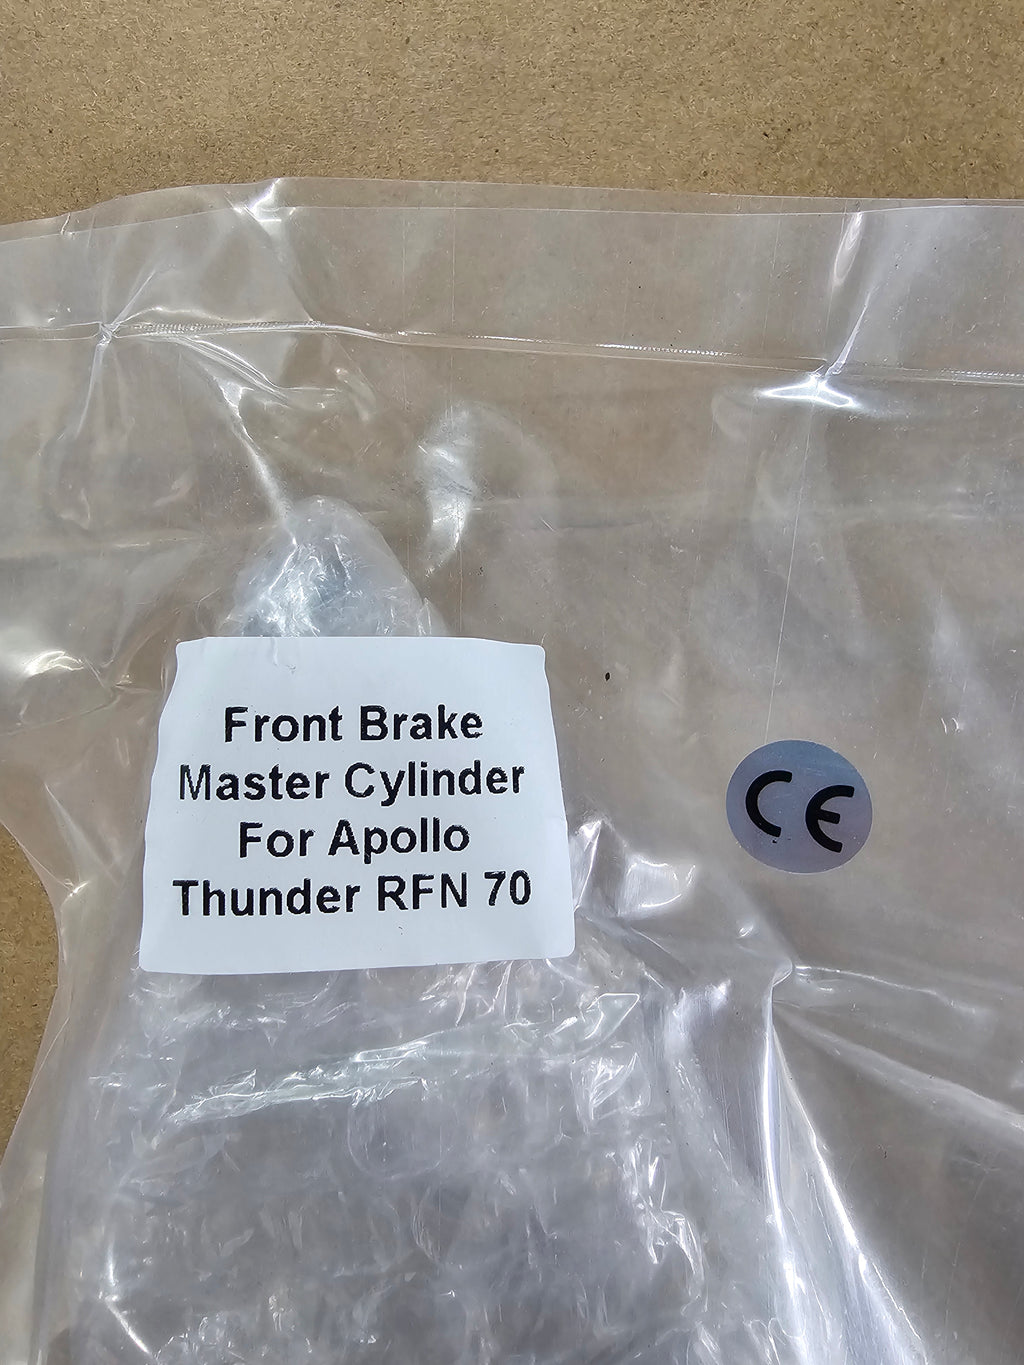 Front Brake
Master Cylinder
For Apollo
Thunder RFN 70
CE